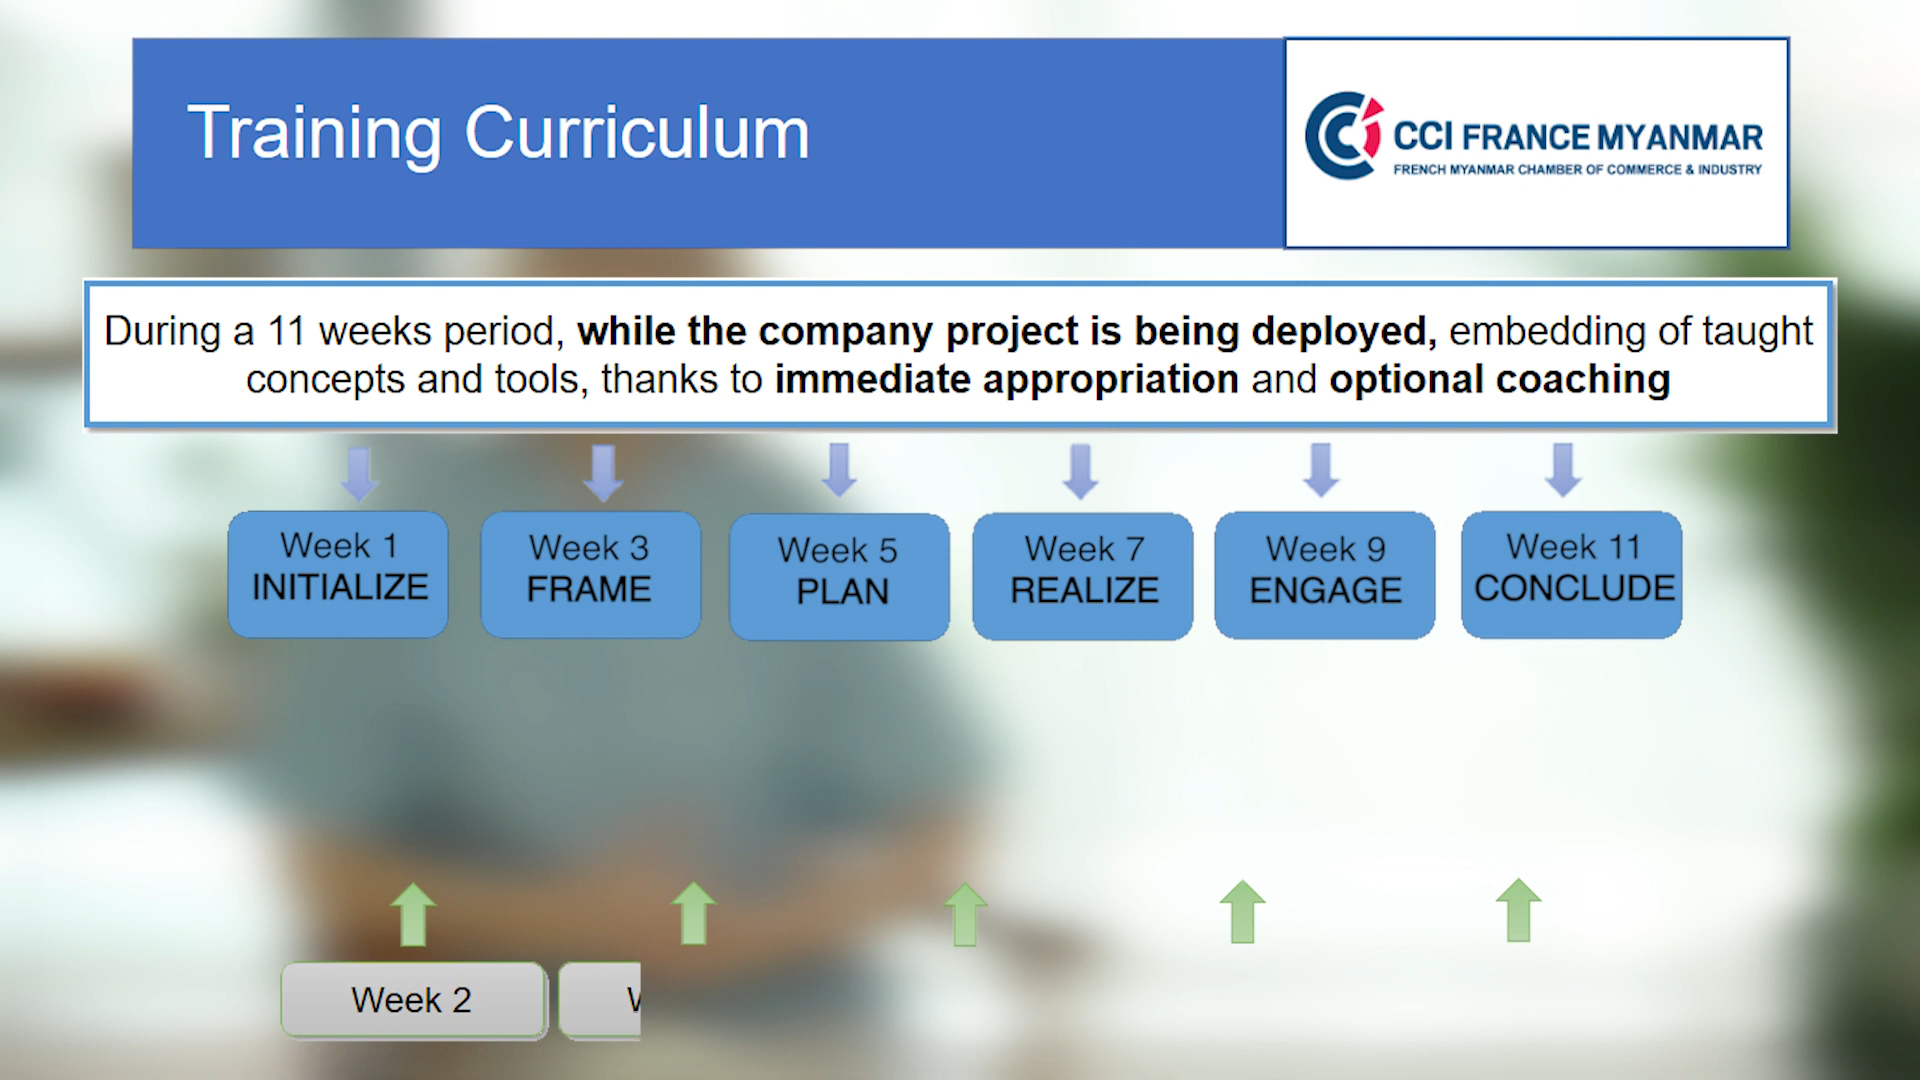 Training Curriculum
CCI FRANCE MYANMAR
FRENCH MYANMAR CHAMBER OF COMMERCE & INDUSTRY
During a 11 weeks period, while the company project is being deployed, embedding of taught
concepts and tools, thanks to immediate appropriation and optional coaching
Week 1
INITIALIZE
Week 3
FRAME
Week 5
PLAN
Week 7
REALIZE
Week 9
ENGAGE
Week 11
CONCLUDE
Week 2